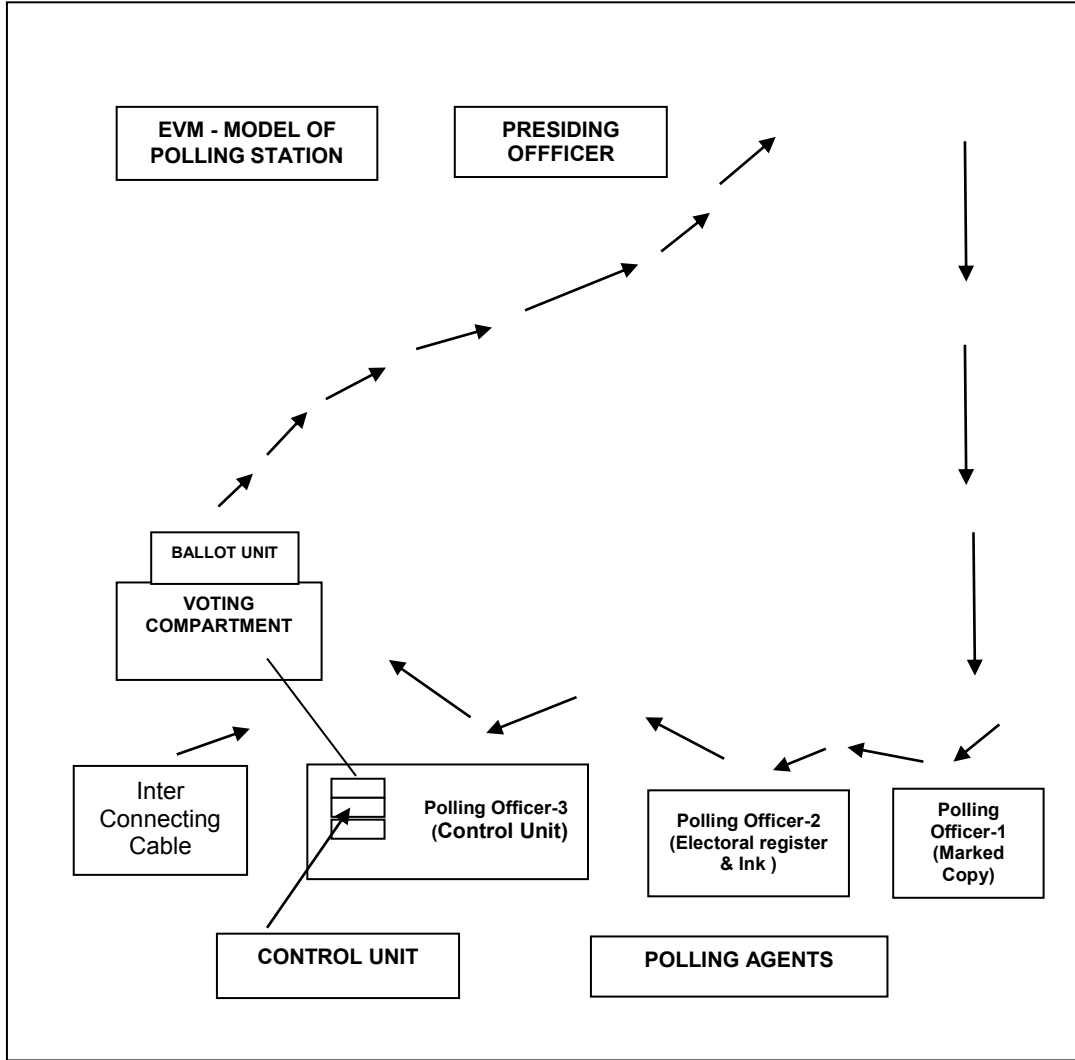 EVM - MODEL OF
POLLING STATION
PRESIDING
OFFFICER
BALLOT UNIT
VOTING
COMPARTMENT
Inter
Connecting
Cable
Polling Officer-3
(Control Unit)
Polling Officer-2
(Electoral register
& Ink )
Polling
Officer-1
(Marked
Copy)
CONTROL UNIT
POLLING AGENTS